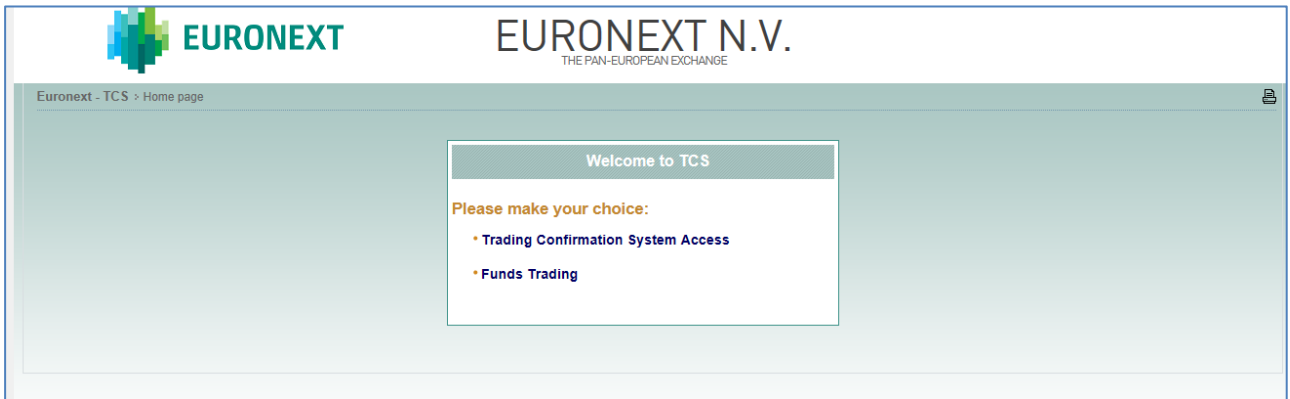 EURONEXT
EURONEXT N.V.
THE PAN-EUROPEAN EXCHANGE
Euronext - TCS > Home page
Welcome to TCS
Please make your choice:
• Trading Confirmation System Access
• Funds Trading